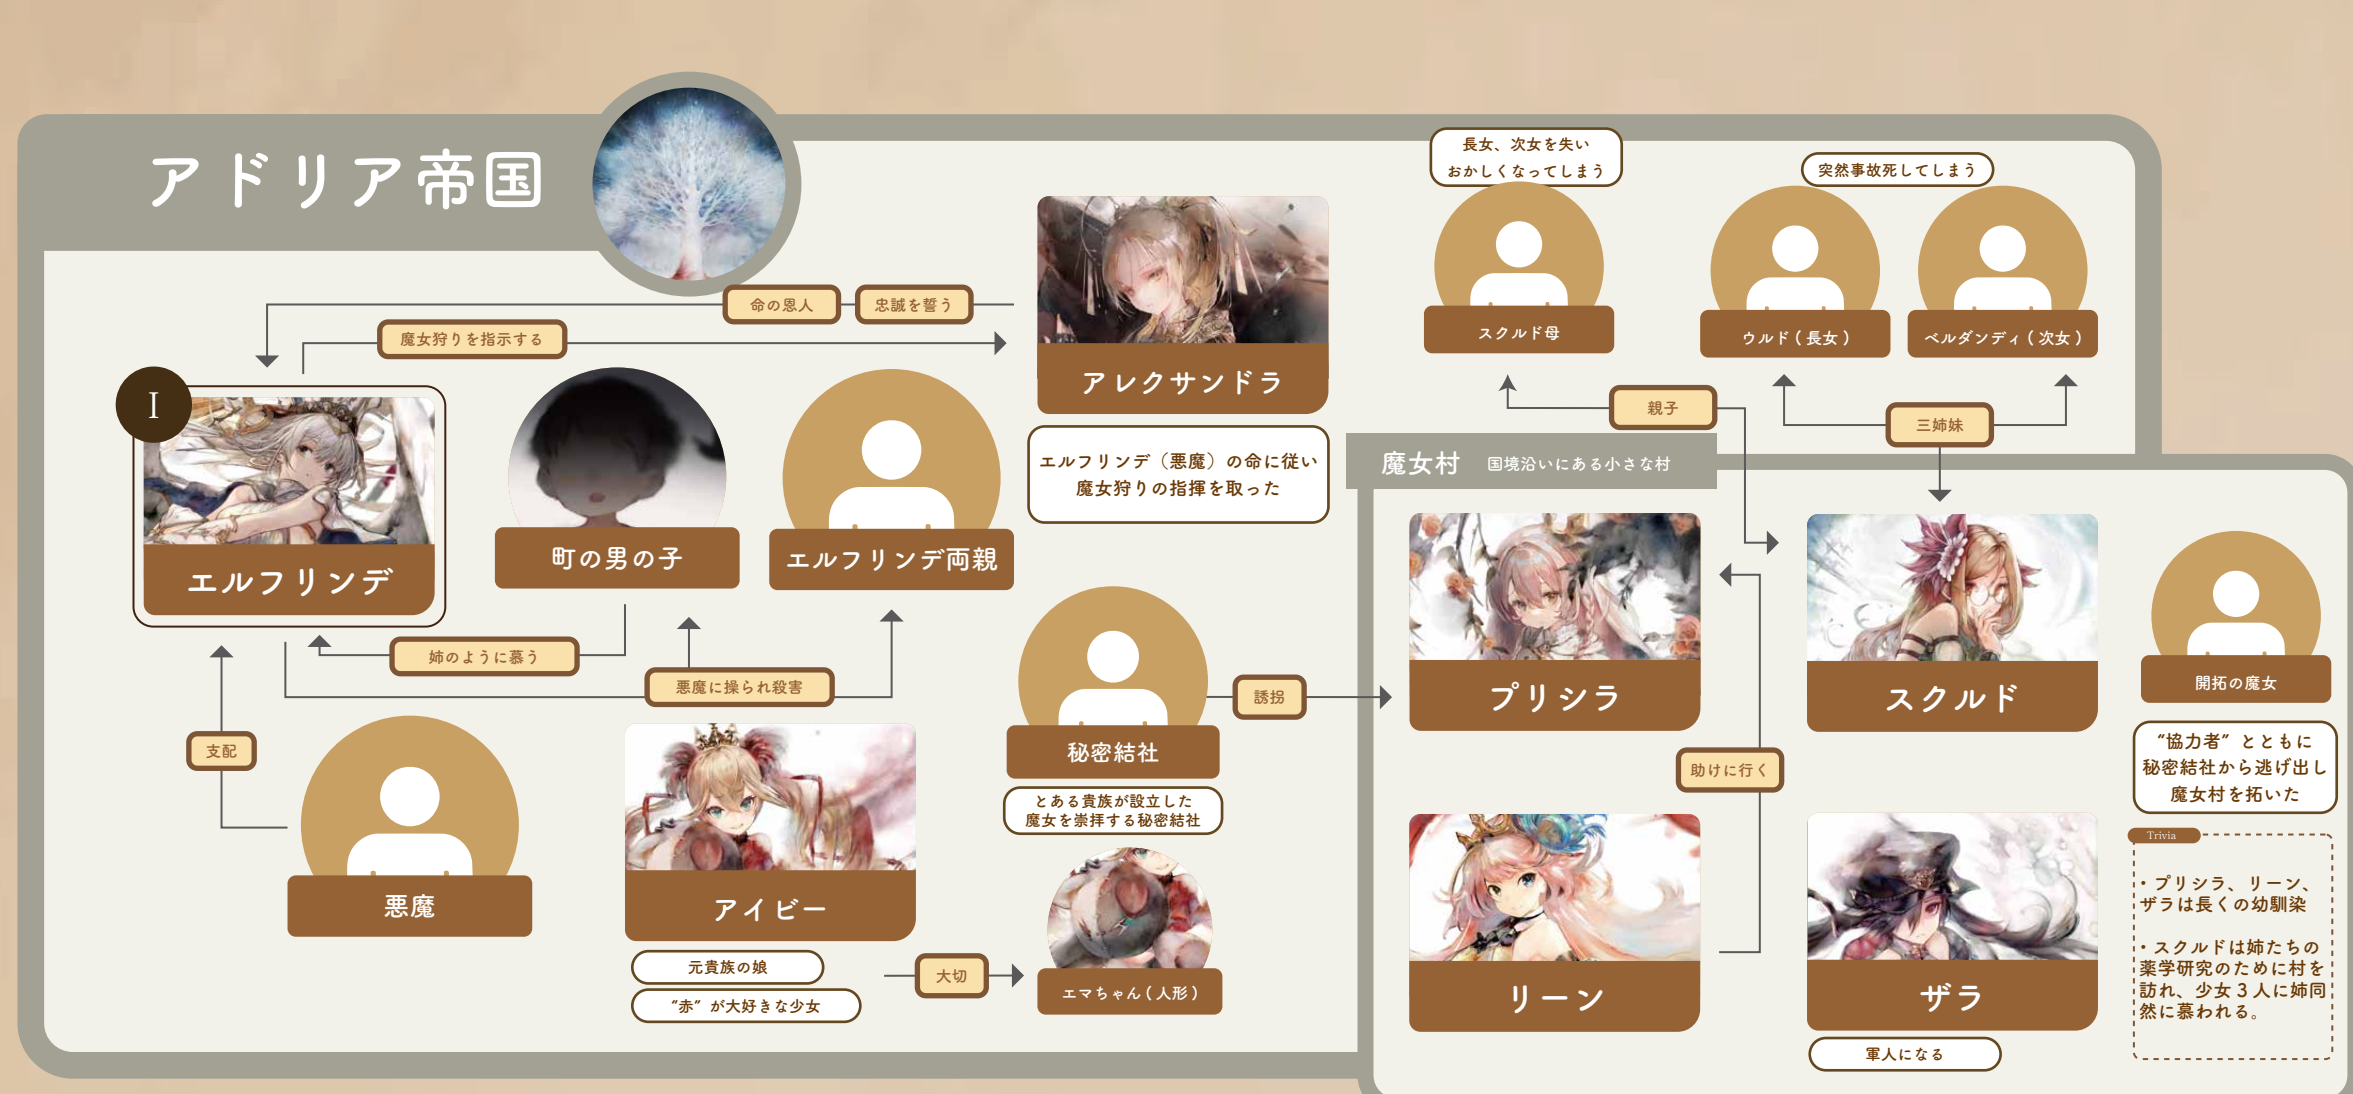 アドリア帝国
長女、次女を失い
おかしくなってしまう
突然事故死してしまう
命の恩人
忠誠を誓う
魔女狩りを指示する
スクルド母
ウルド ( 長女 )
ベルダンディ ( 次女 )
アレクサンドラ
I
親子
三姉妹
エルフリンデ（悪魔）の命に従い
魔女狩りの指揮を取った
魔女村
国境沿いにある小さな村
エルフリンデ
町の男の子
エルフリンデ両親
姉のように慕う
悪魔に操られ殺害
誘拐
プリシラ
スクルド
開拓の魔女
支配
秘密結社
とある貴族が設立した
魔女を崇拝する秘密結社
助けに行く
“協力者” とともに
秘密結社から逃げ出し
魔女村を拓いた
悪魔
アイビー
元貴族の娘
“赤” が大好きな少女
大切
エマちゃん ( 人形 )
リーン
ザラ
軍人になる
Trivia
・プリシラ、リーン、
ザラは長くの幼馴染
・スクルドは姉たちの
薬学研究のために村を
訪れ、少女３人に姉同
然に慕われる。